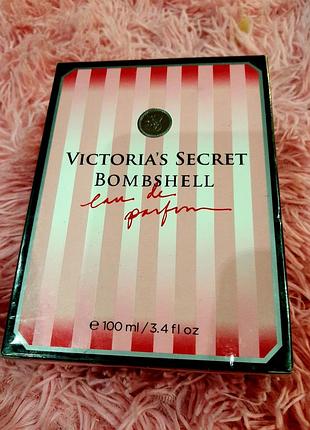 VICTORIA'S SECRET
BOMBSHELL
eau de
parfum
℮ 100 ml / 3.4 fl oz